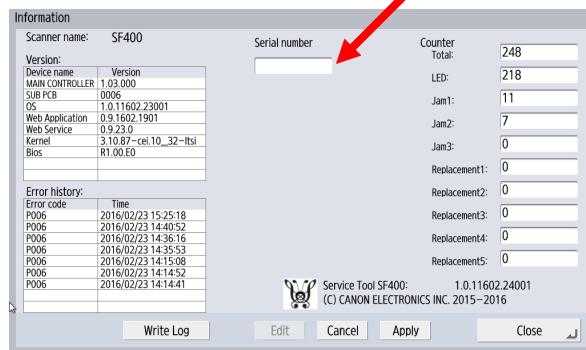 Information
Scanner name: SF400
Version:
Device name Version
MAIN CONTROLLER 1.03.000
SUB PCB 0006
OS 1.0.11602.23001
Web Application 0.9.1602.1901
Web Service 0.9.23.0
Kernel 3.10.87-cei.10__32-ltsi
Bios R1.00.E0
Error history:
Error code Time
P006 2016/02/23 15:25:18
P006 2016/02/23 14:40:52
P006 2016/02/23 14:36:16
P006 2016/02/23 14:35:53
P006 2016/02/23 14:15:08
P006 2016/02/23 14:14:52
P006 2016/02/23 14:14:41
Serial number
Counter
Total: 248
LED: 218
Jam1: 11
Jam2: 7
Jam3: 0
Replacement1: 0
Replacement2: 0
Replacement3: 0
Replacement4: 0
Replacement5: 0
Service Tool SF400: 1.0.11602.24001
(C) CANON ELECTRONICS INC. 2015-2016
Write Log Edit Cancel Apply Close